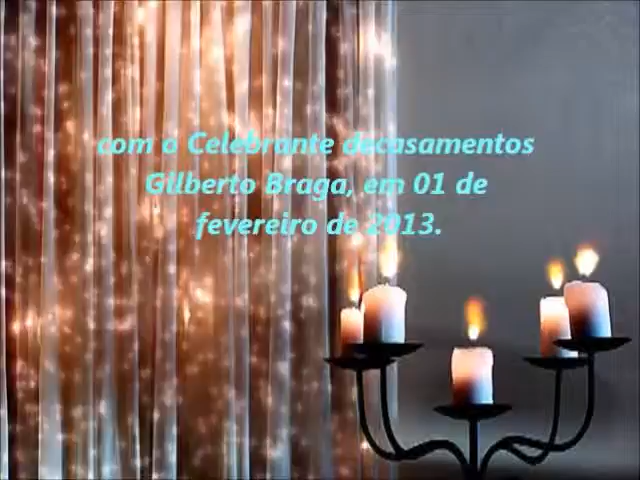 com o Celebrante decasamentos
Gilberto Braga, em 01 de
fevereiro de 2013.